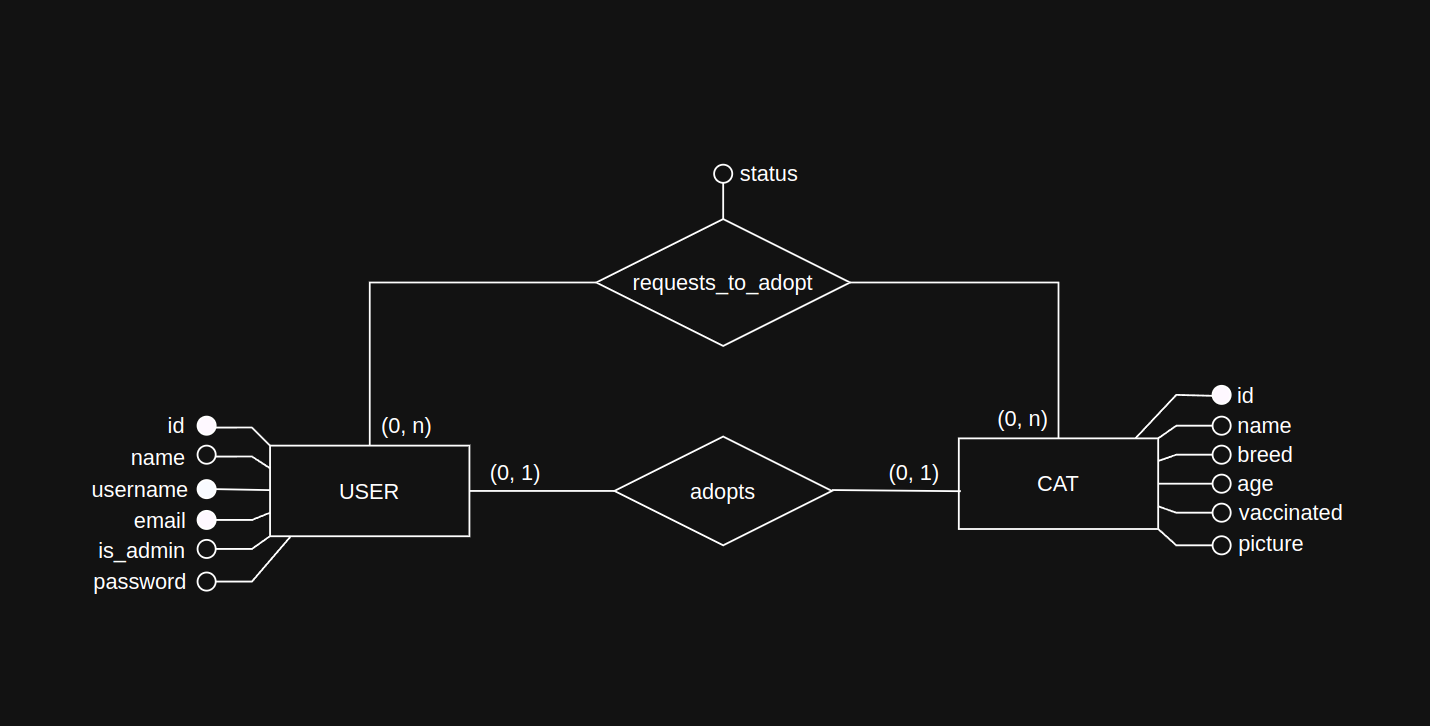 status
requests_to_adopt
(0, n)
(0, n)
id
name
username
email
is_admin
password
USER
(0, 1)
adopts
(0, 1)
CAT
id
name
breed
age
vaccinated
picture